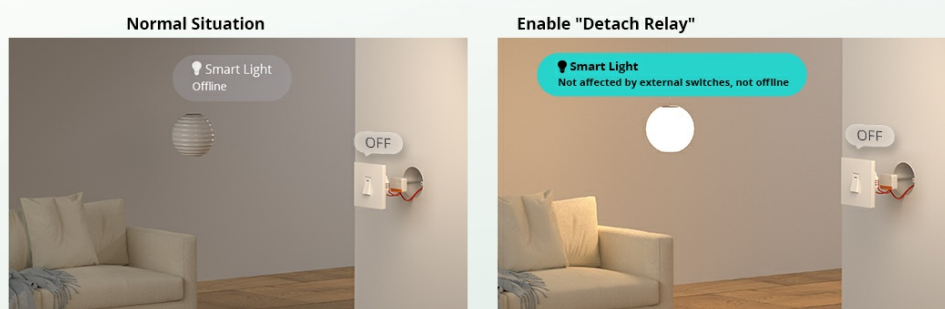 Normal Situation
Smart Light
Offline
OFF
Enable "Detach Relay"
Smart Light
Not affected by external switches, not offline
OFF